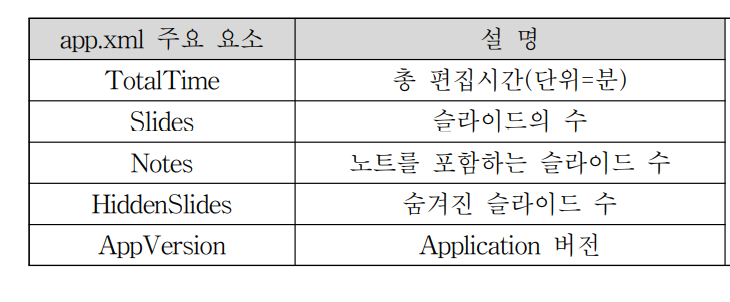 app.xml 주요 요소 설 명
TotalTime 총 편집시간(단위=분)
Slides 슬라이드의 수
Notes 노트를 포함하는 슬라이드 수
HiddenSlides 숨겨진 슬라이드 수
AppVersion Application 버전